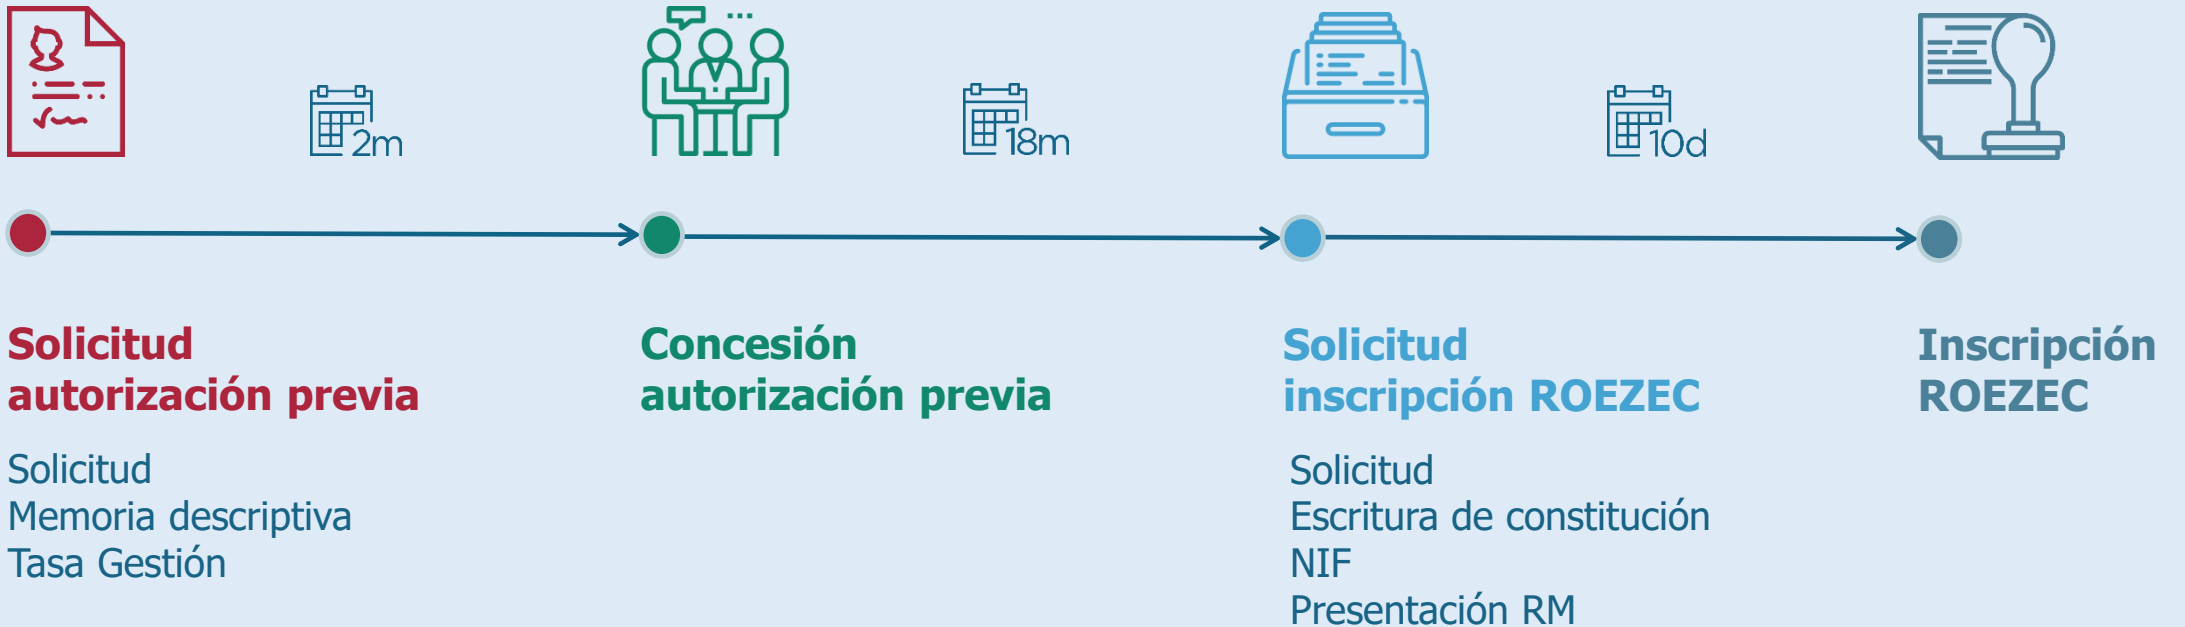 2m
18m
10d
Solicitud
autorización previa
Solicitud
Memoria descriptiva
Tasa Gestión
Concesión
autorización previa
Solicitud
inscripción ROEZEC
Solicitud
Escritura de constitución
NIF
Presentación RM
Inscripción
ROEZEC